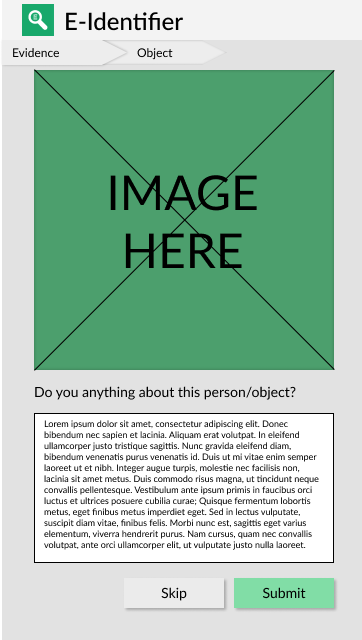 E-Identifier
Evidence
Object
IMAGE
HERE
Do you anything about this person/object?
Lorem ipsum dolor sit amet, consectetur adipiscing elit. Donec
bibendum nec sapien et lacinia. Aliquam erat volutpat. In eleifend
ullamcorper justo tristique sagittis. Nunc gravida eleifend diam,
bibendum venenatis purus venenatis id. Duis ut mi vitae enim semper
laoreet ut et nibh. Integer augue turpis, molestie nec facilisis non,
lacinia sit amet metus. Duis commodo risus magna, ut tincidunt neque
convallis pellentesque. Vestibulum ante ipsum primis in faucibus orci
luctus et ultrices posuere cubilia curae; Quisque fermentum lobortis
metus, eget finibus metus imperdiet eget. Sed in lectus vulputate,
suscipit diam vitae, finibus felis. Morbi nunc est, sagittis eget varius
elementum, viverra hendrerit purus. Nam cursus, quam nec convallis
volutpat, ante orci ullamcorper elit, ut vulputate justo nulla laoreet.
Skip
Submit